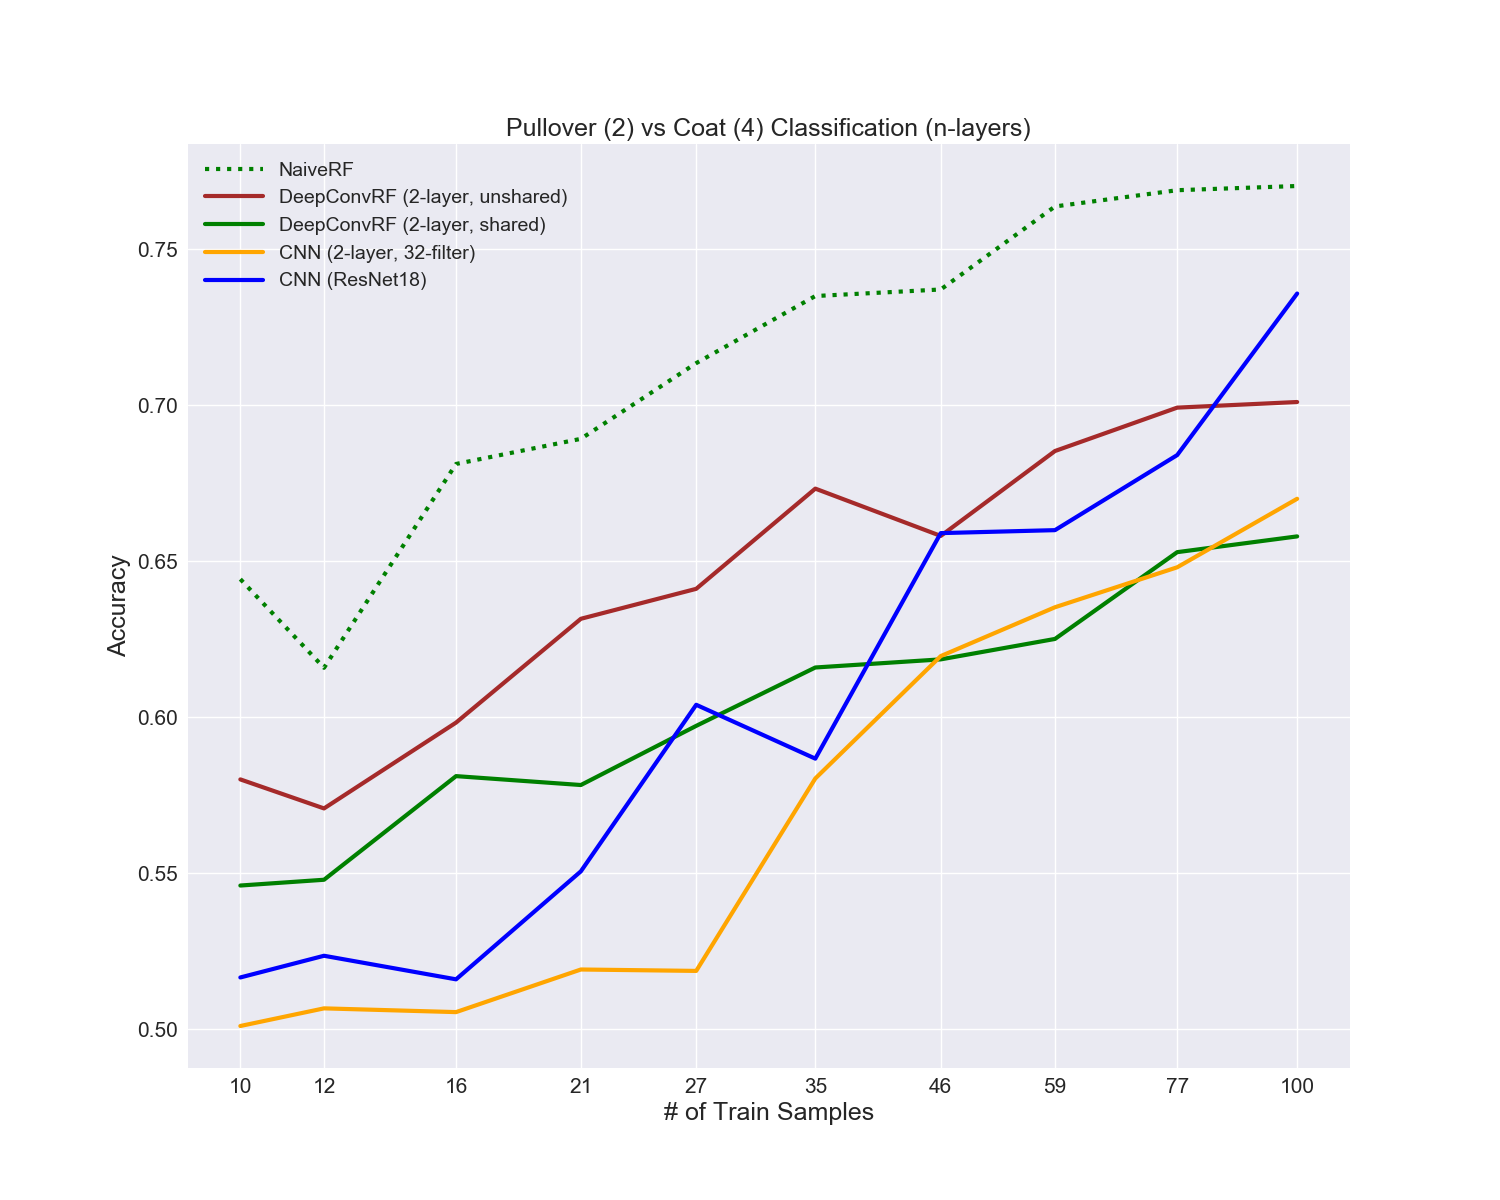 Pullover (2) vs Coat (4) Classification (n-layers)
NaiveRF
DeepConvRF (2-layer, unshared)
DeepConvRF (2-layer, shared)
CNN (2-layer, 32-filter)
CNN (ResNet18)
Accuracy
0.75
0.70
0.65
0.60
0.55
0.50
10 12 16 21 27 35 46 59 77 100
# of Train Samples